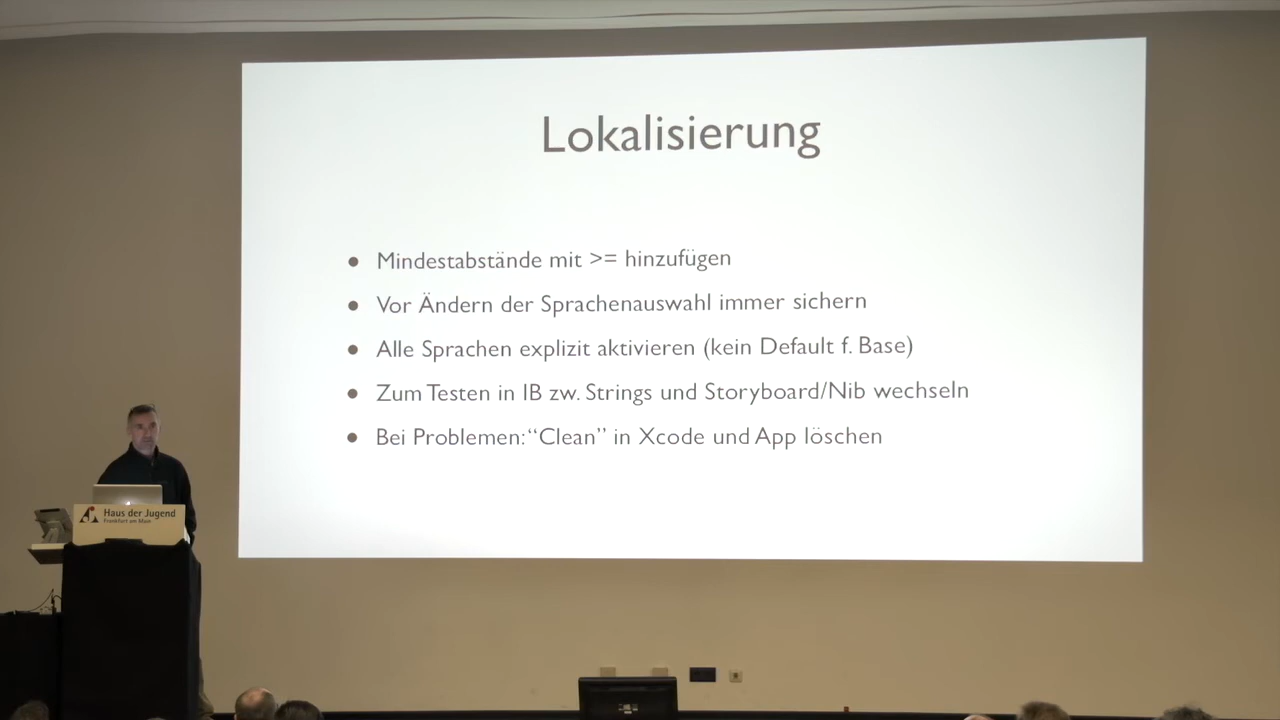 Lokalisierung
Mindestabstände mit >= hinzufügen
Vor Ändern der Sprachenauswahl immer sichern
Alle Sprachen explizit aktivieren (kein Default f. Base)
Zum Testen in IB zw. Strings und Storyboard/Nib wechseln
Bei Problemen: “Clean” in Xcode und App löschen
Haus der Jugend
Frankfurt am Main